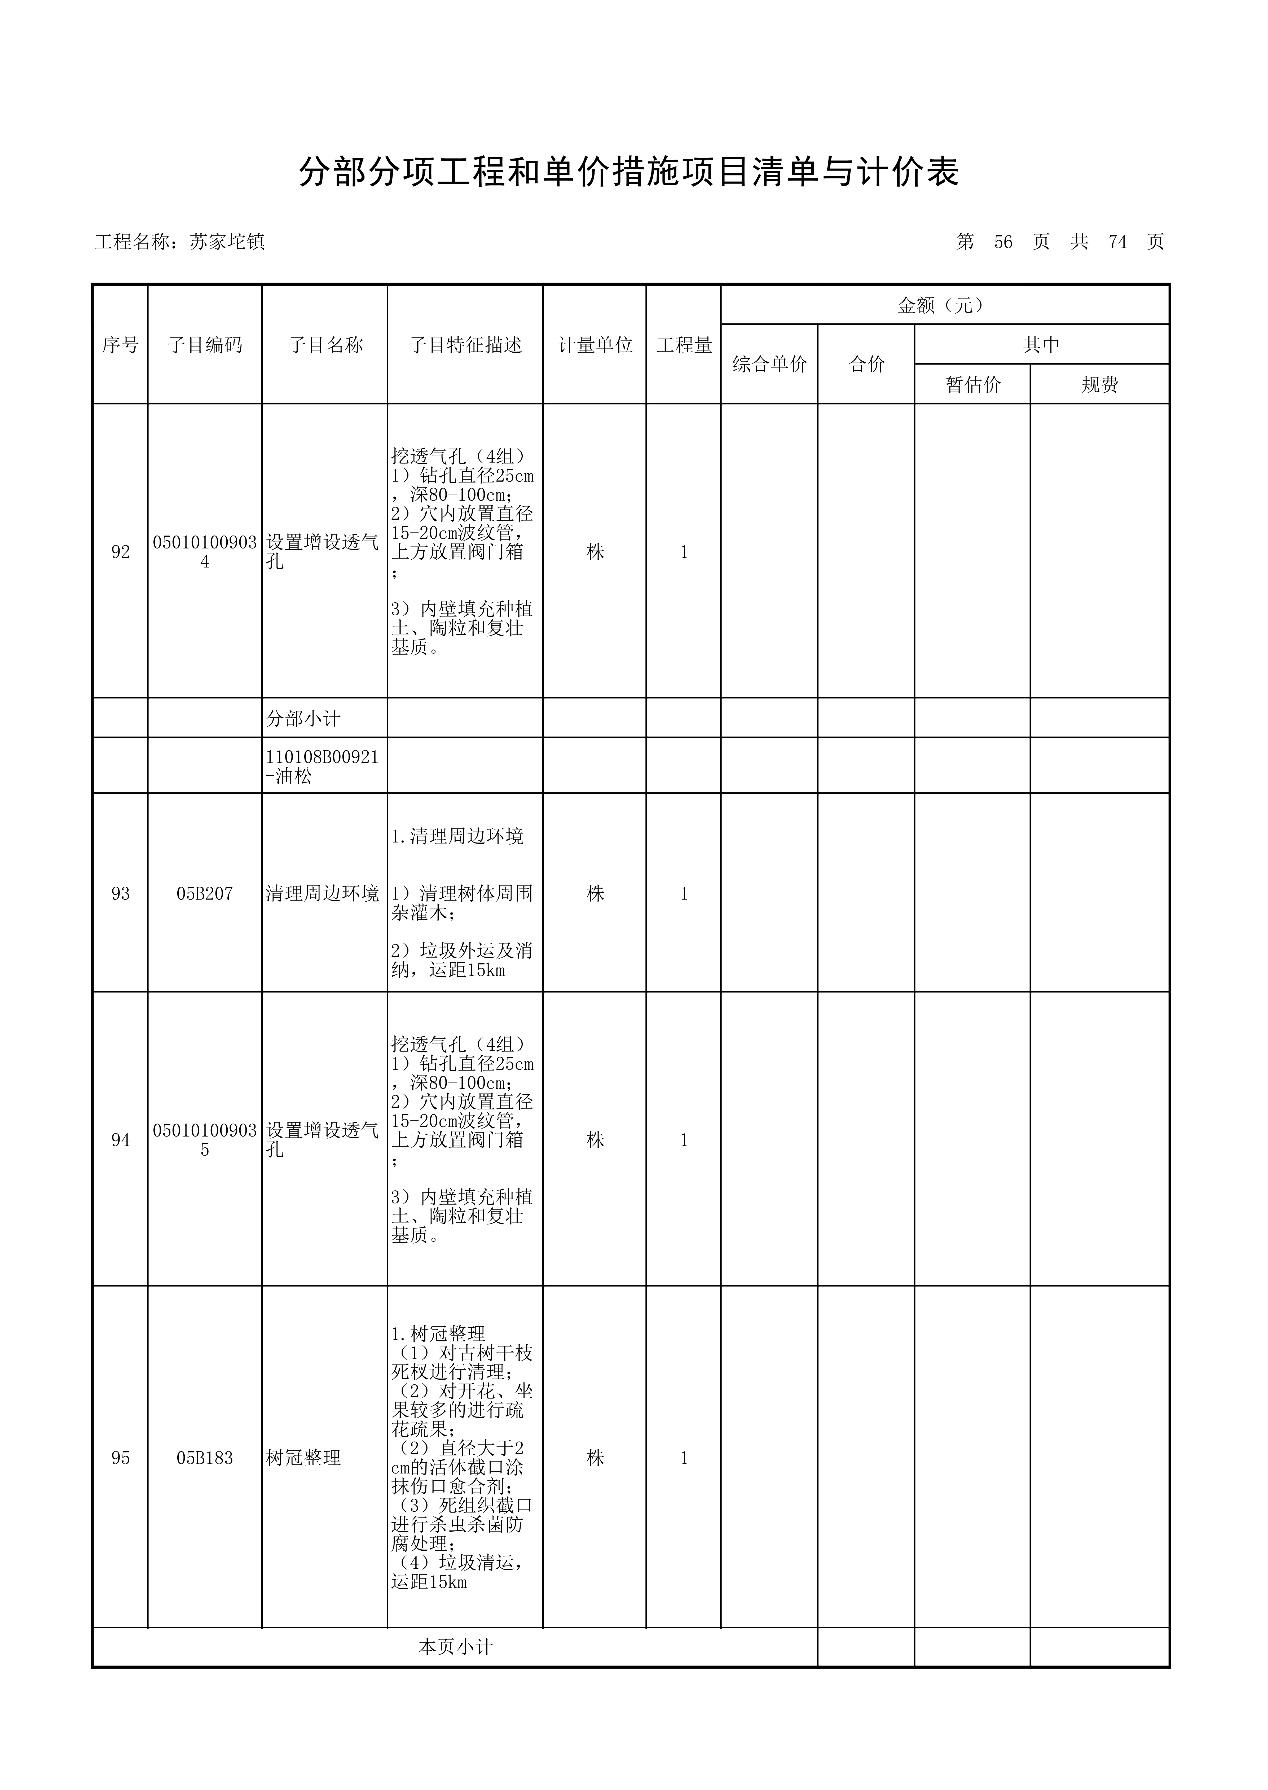 分部分项工程和单价措施项目清单与计价表
工程名称：苏家坨镇
第 56 页 共 74 页
序号
子目编码
子目名称
子目特征描述
计量单位
工程量
金额（元）
综合单价
合价
其中
暂估价
规费
92
05010100903
4
设置增设透气
孔
挖透气孔（4组）
1）钻孔直径25cm
，深80-100cm；
2）穴内放置直径
15-20cm波纹管，
上方放置阀门箱
；
3）内壁填充种植
土、陶粒和复壮
基质。
株
1
分部小计
110108B00921
-油松
93
05B207
清理周边环境
1.清理周边环境
1）清理树体周围
杂灌木；
2）垃圾外运及消
纳，运距15km
株
1
94
05010100903
5
设置增设透气
孔
挖透气孔（4组）
1）钻孔直径25cm
，深80-100cm；
2）穴内放置直径
15-20cm波纹管，
上方放置阀门箱
；
3）内壁填充种植
土、陶粒和复壮
基质。
株
1
95
05B183
树冠整理
1.树冠整理
（1）对古树干枝
死杈进行清理；
（2）对开花、坐
果较多的进行疏
花疏果；
（2）直径大于2
cm的活体截口涂
抹伤口愈合剂；
（3）死组织截口
进行杀虫杀菌防
腐处理；
（4）垃圾清运，
运距15km
株
1
本页小计